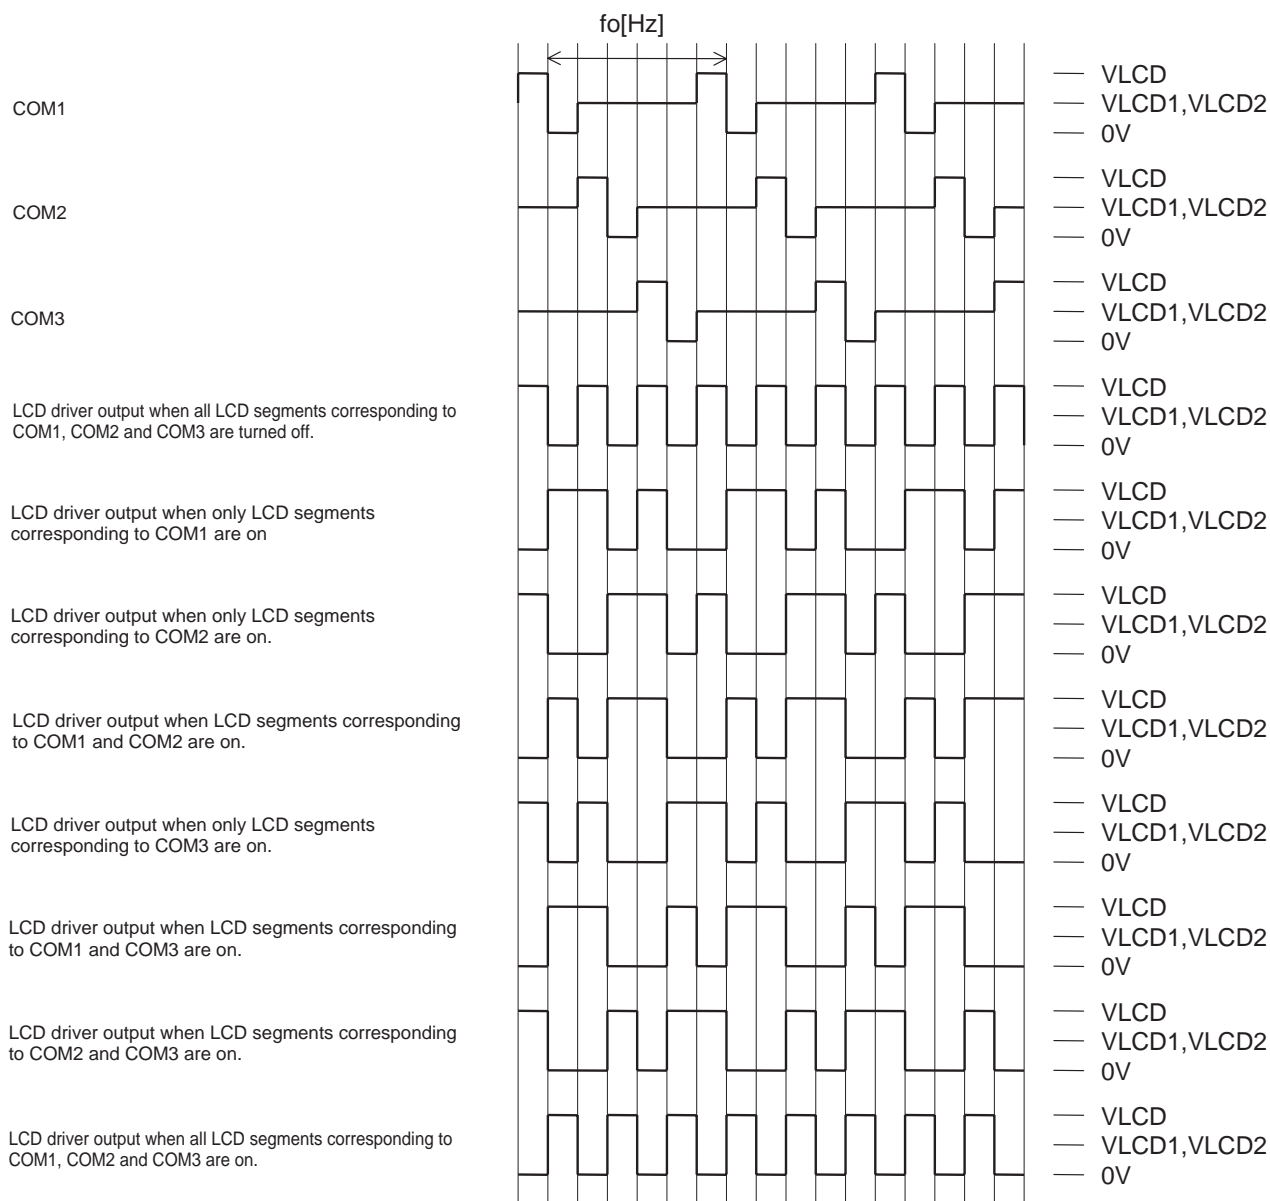 fo[Hz]
COM1
VLCD
VLCD1,VLCD2
0V
COM2
VLCD
VLCD1,VLCD2
0V
COM3
VLCD
VLCD1,VLCD2
0V
LCD driver output when all LCD segments corresponding to
COM1, COM2 and COM3 are turned off.
VLCD
VLCD1,VLCD2
0V
LCD driver output when only LCD segments
corresponding to COM1 are on
VLCD
VLCD1,VLCD2
0V
LCD driver output when only LCD segments
corresponding to COM2 are on.
VLCD
VLCD1,VLCD2
0V
LCD driver output when LCD segments corresponding
to COM1 and COM2 are on.
VLCD
VLCD1,VLCD2
0V
LCD driver output when only LCD segments
corresponding to COM3 are on.
VLCD
VLCD1,VLCD2
0V
LCD driver output when LCD segments corresponding
to COM1 and COM3 are on.
VLCD
VLCD1,VLCD2
0V
LCD driver output when LCD segments corresponding
to COM2 and COM3 are on.
VLCD
VLCD1,VLCD2
0V
LCD driver output when all LCD segments corresponding to
COM1, COM2 and COM3 are on.
VLCD
VLCD1,VLCD2
0V